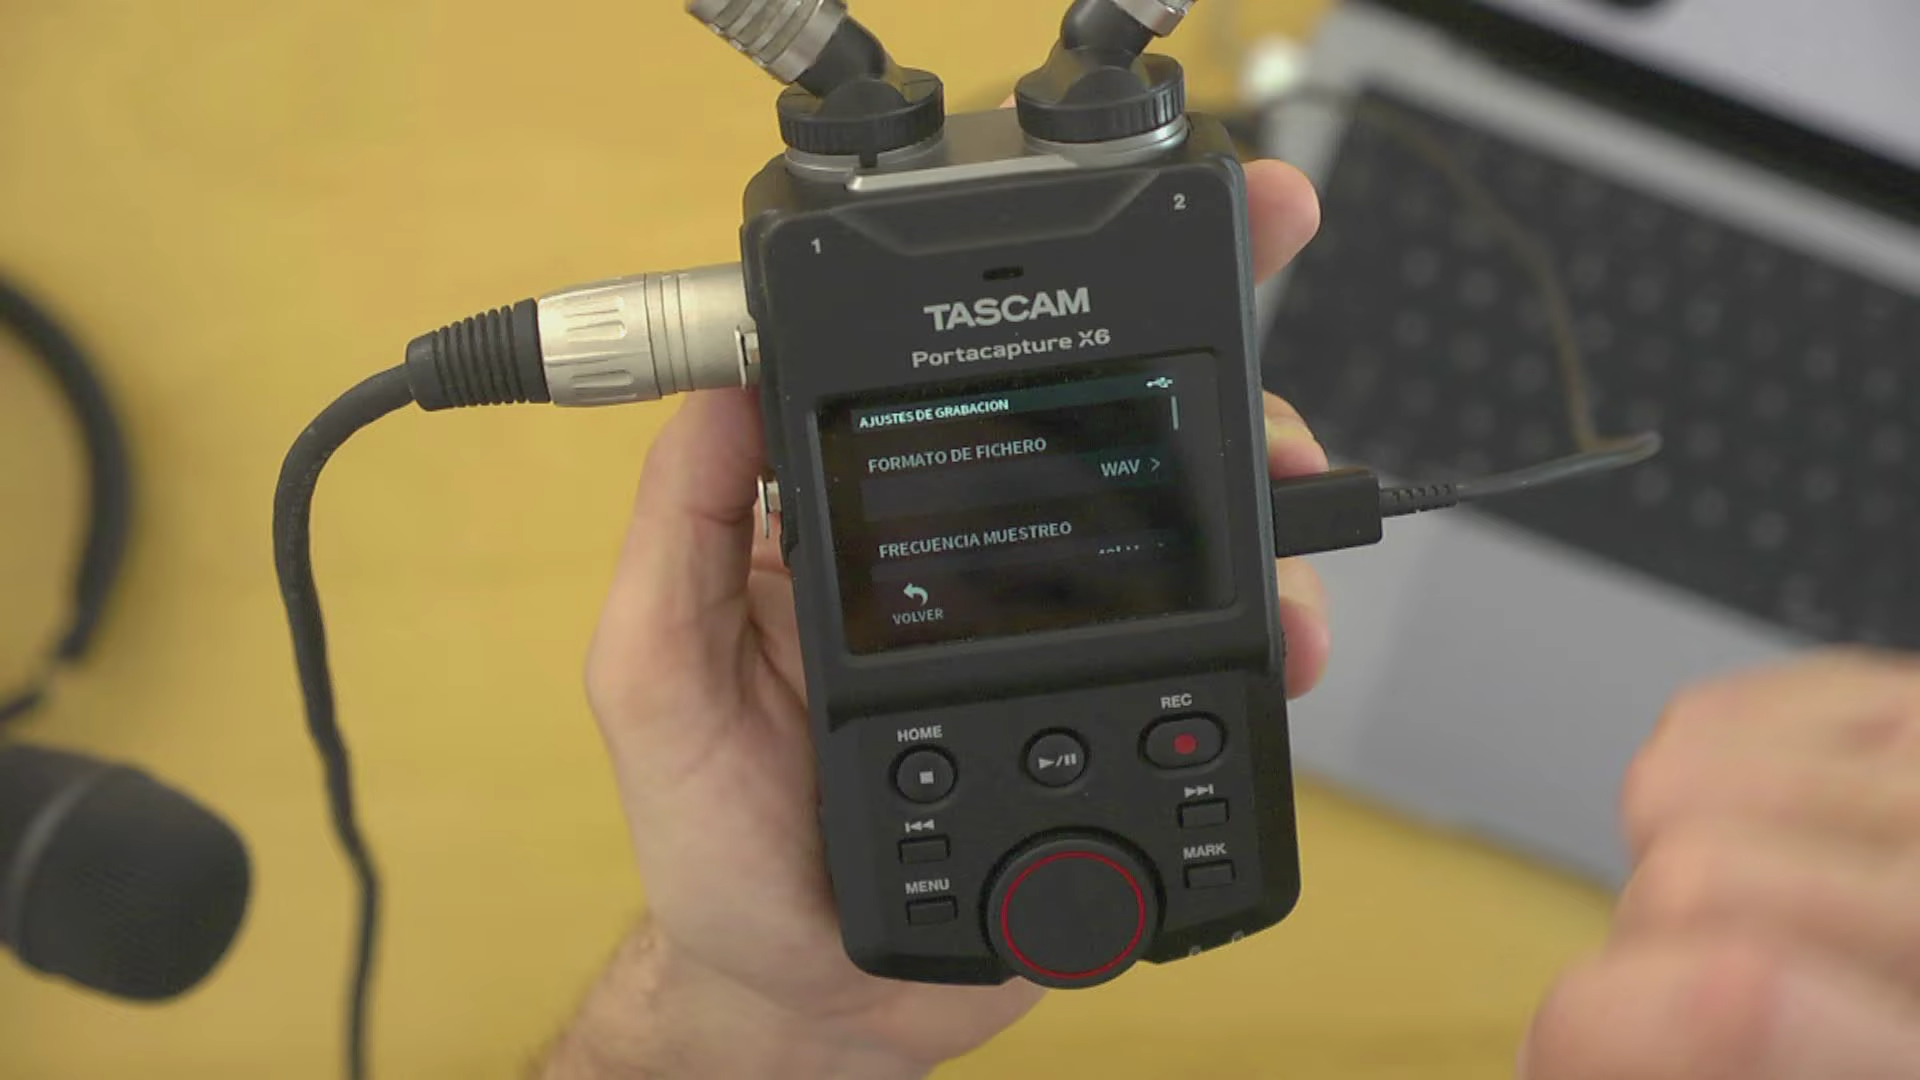 1
2
TASCAM
Portacapture X6
AJUSTES DE GRABACION
FORMATO DE FICHERO
WAV >
FRECUENCIA MUESTREO
VOLVER
HOME
REC
MENU
MARK